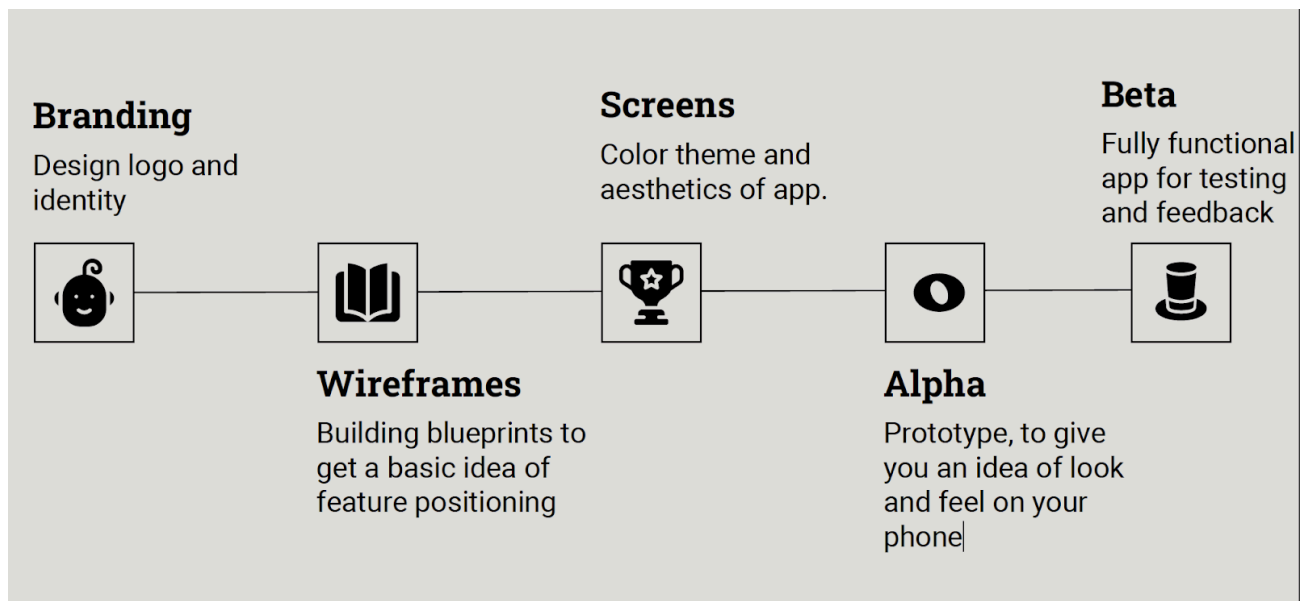 Branding
Design logo and
identity
Wireframes
Building blueprints to
get a basic idea of
feature positioning
Screens
Color theme and
aesthetics of app.
Alpha
Prototype, to give
you an idea of look
and feel on your
phone
Beta
Fully functional
app for testing
and feedback